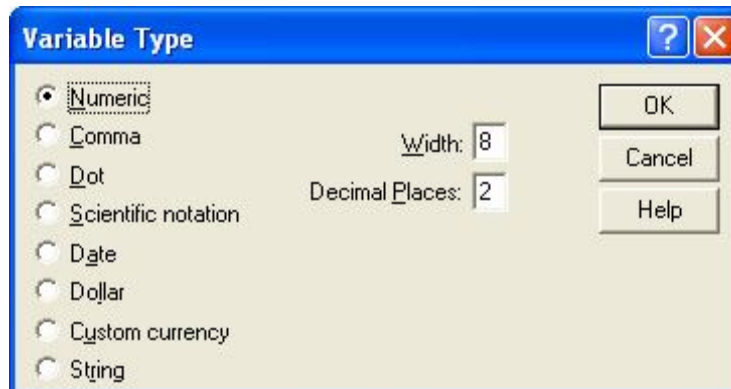 Variable Type
Numeric
Comma
Dot
Scientific notation
Date
Dollar
Custom currency
String
Width: 8
Decimal Places: 2
OK
Cancel
Help